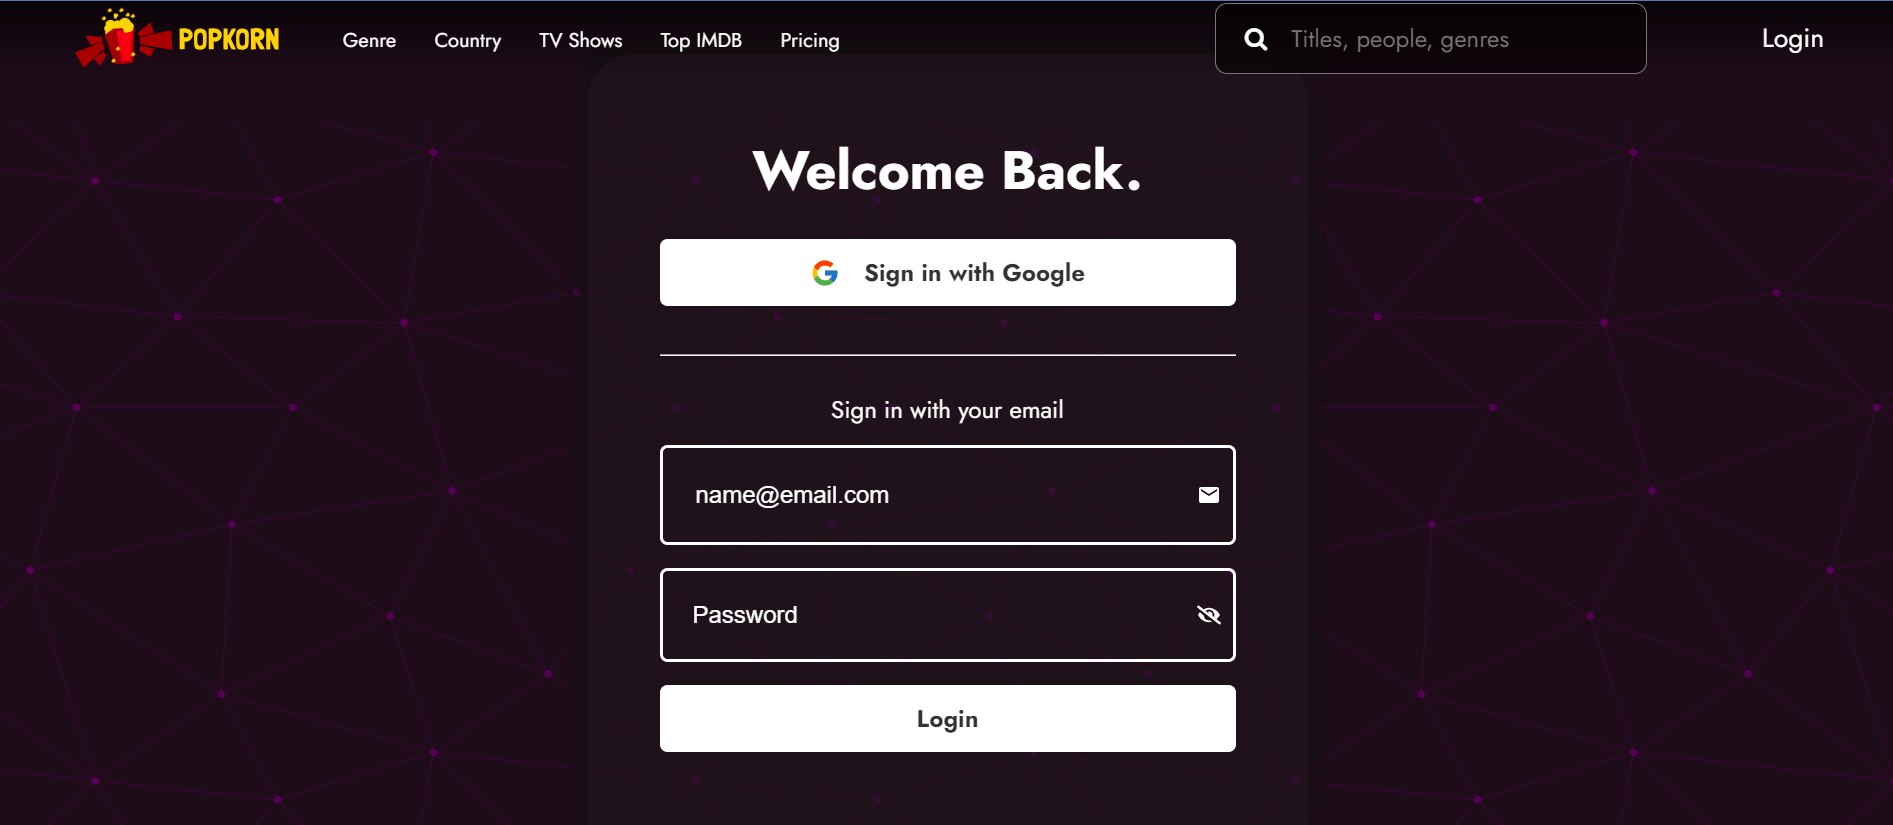 POPKORN
Genre Country TV Shows Top IMDB Pricing
Titles, people, genres
Login
Welcome Back.
Sign in with Google
Sign in with your email
name@email.com
Password
Login